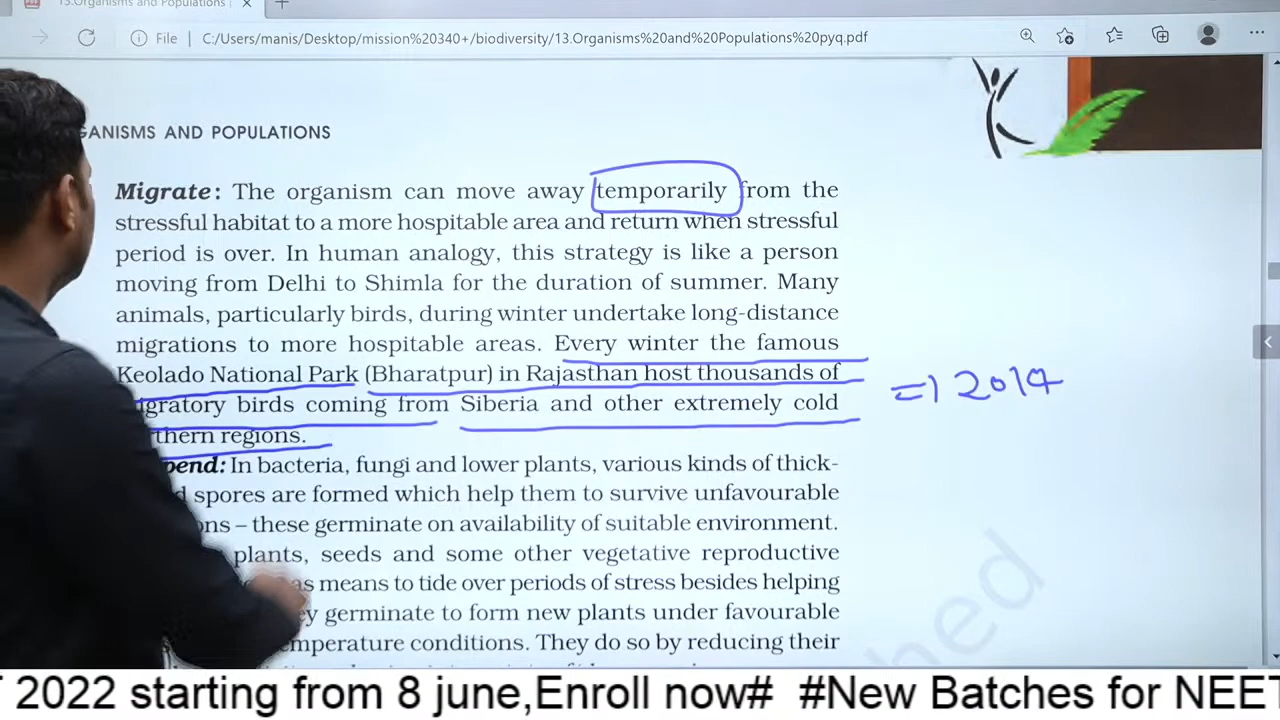 13.Organisms and Populations
File
C:/Users/manis/Desktop/mission%20340+/biodiversity/13.Organisms%20and%20Populations%20pyq.pdf
GANISMS AND POPULATIONS
Migrate: The organism can move away temporarily from the
stressful habitat to a more hospitable area and return when stressful
period is over. In human analogy, this strategy is like a person
moving from Delhi to Shimla for the duration of summer. Many
animals, particularly birds, during winter undertake long-distance
migrations to more hospitable areas. Every winter the famous
Keolado National Park (Bharatpur) in Rajasthan host thousands of
igratory birds coming from Siberia and other extremely cold
thern regions.
=) 2014
pend: In bacteria, fungi and lower plants, various kinds of thick-
spores are formed which help them to survive unfavourable
ons – these germinate on availability of suitable environment.
plants, seeds and some other vegetative reproductive
as means to tide over periods of stress besides helping
ey germinate to form new plants under favourable
mperature conditions. They do so by reducing their
hed
2022 starting from 8 june,Enroll now# #New Batches for NEET